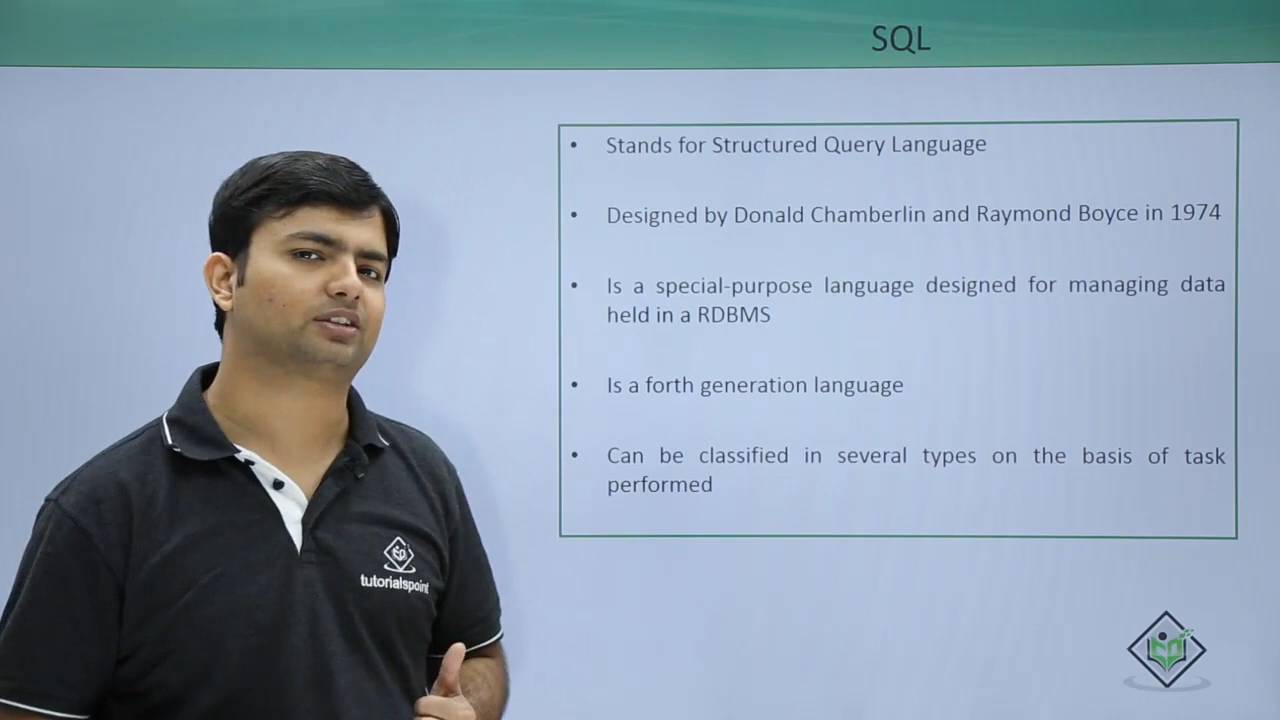 SQL
• Stands for Structured Query Language
• Designed by Donald Chamberlin and Raymond Boyce in 1974
• Is a special-purpose language designed for managing data
held in a RDBMS
• Is a forth generation language
• Can be classified in several types on the basis of task
performed
tutorialspoint